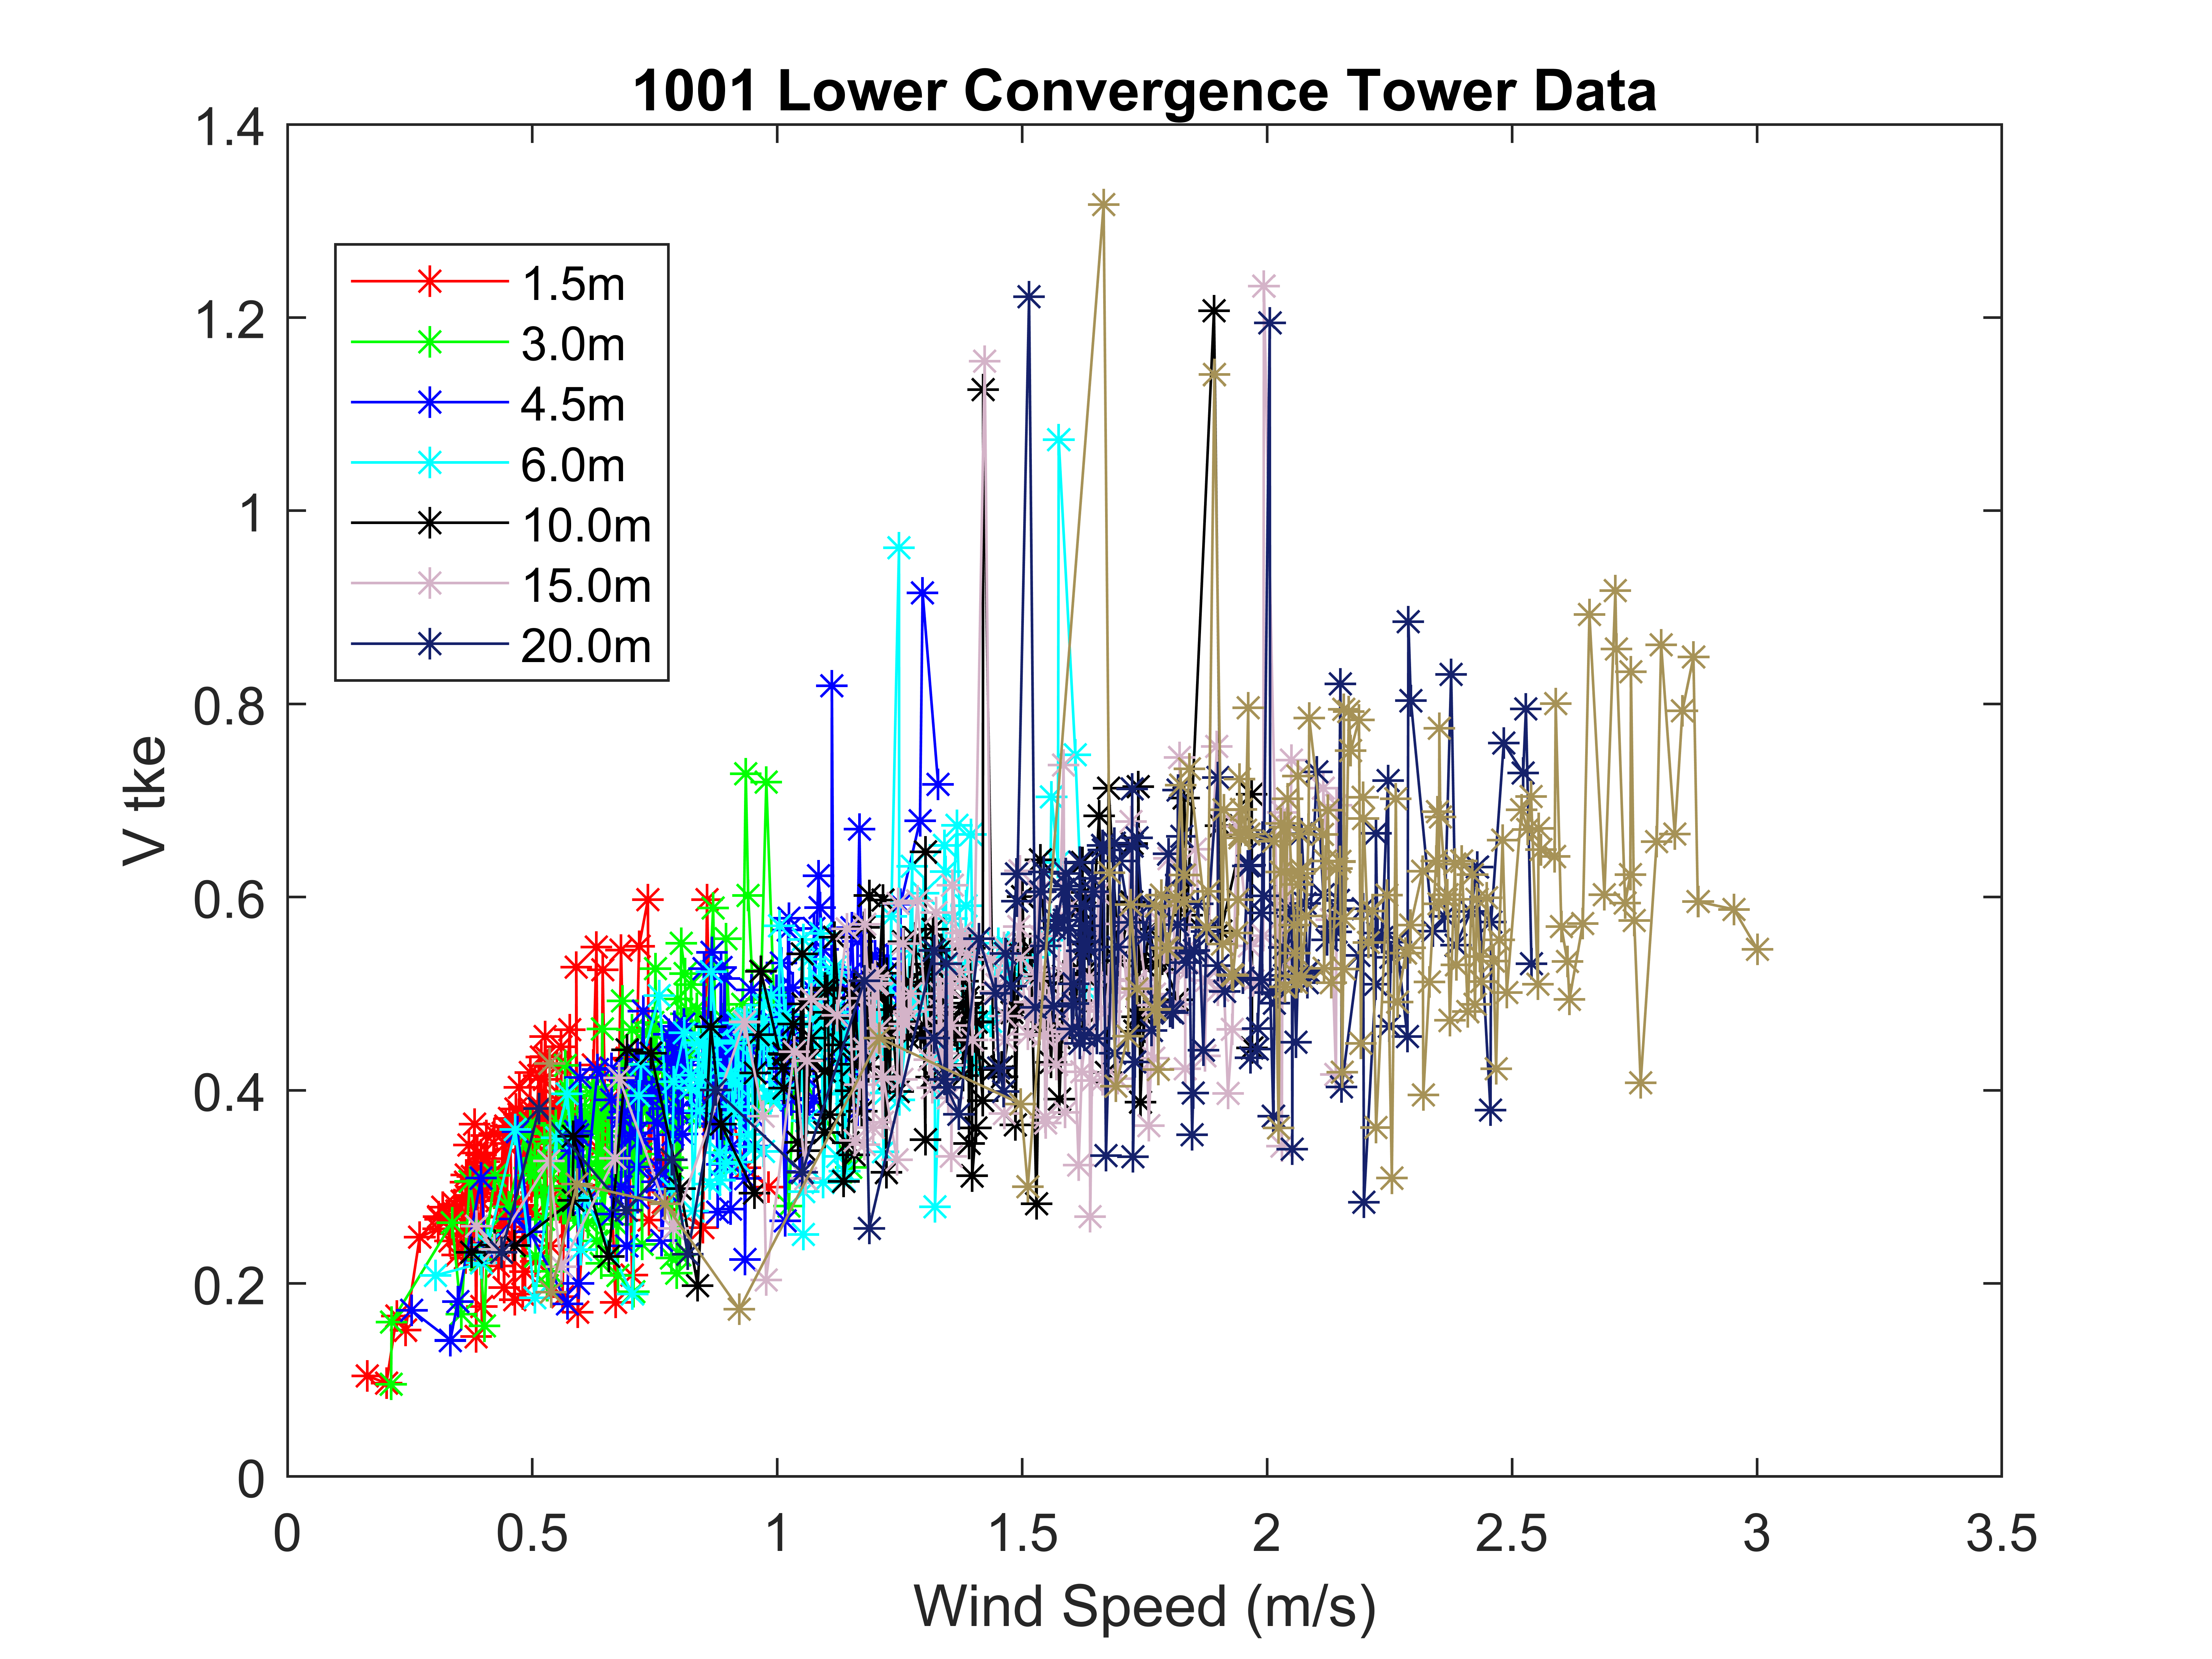 1001 Lower Convergence Tower Data
1.4
1.2
1
0.8
0.6
0.4
0.2
0
V tke
1.5m
3.0m
4.5m
6.0m
10.0m
15.0m
20.0m
0 0.5 1 1.5 2 2.5 3 3.5
Wind Speed (m/s)